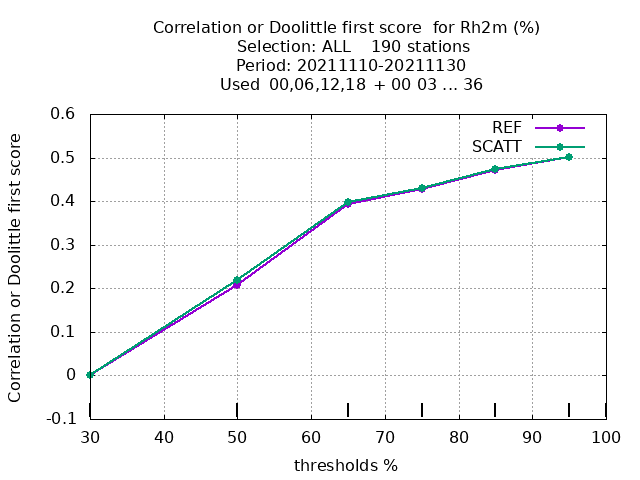 Correlation or Doolittle first score  for Rh2m (%)
Selection: ALL    190 stations
Period: 20211110-20211130
Used  00,06,12,18  + 00 03 ... 36
REF
SCATT
Correlation or Doolittle first score
0.6
0.5
0.4
0.3
0.2
0.1
0
-0.1
30 40 50 60 70 80 90 100
thresholds %